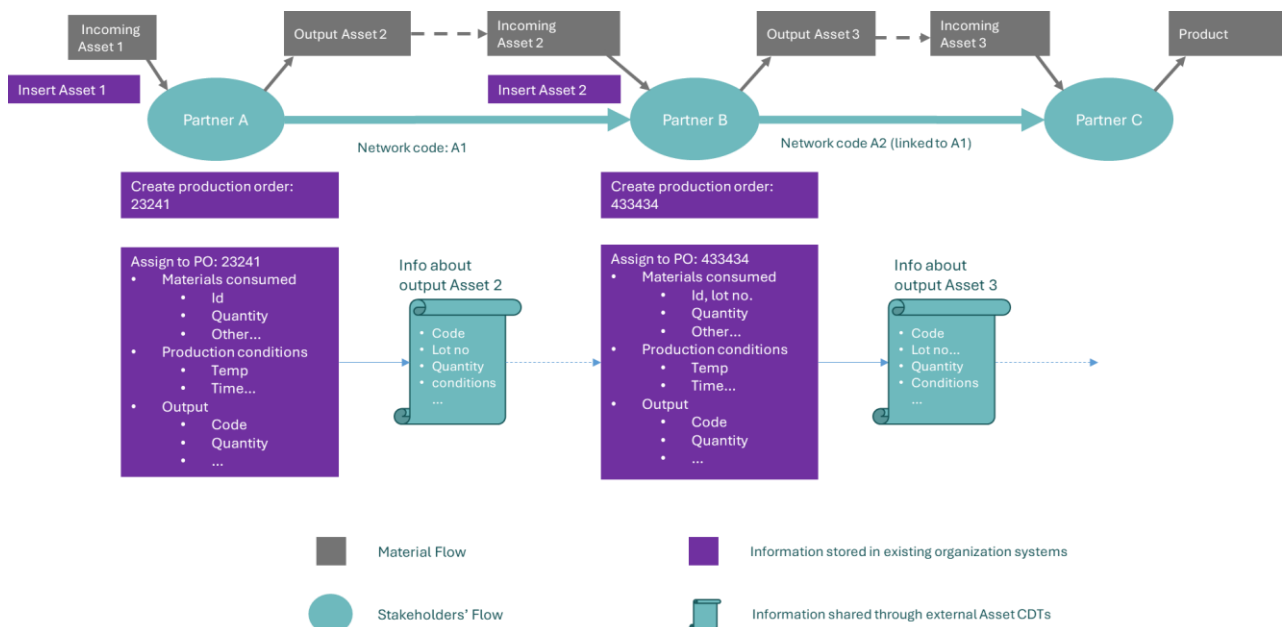 Incoming
Asset 1
Output Asset 2
Incoming
Asset 2
Output Asset 3
Incoming
Asset 3
Product
Insert Asset 1
Insert Asset 2
Partner A
Partner B
Partner C
Network code: A1
Network code A2 (linked to A1)
Create production order:
23241
Create production order:
433434
Assign to PO: 23241
• Materials consumed
• Id
• Quantity
• Other...
• Production conditions
• Temp
• Time...
• Output
• Code
• Quantity
• ...
Info about
output Asset 2
• Code
• Lot no
• Quantity
• conditions
...
Assign to PO: 433434
• Materials consumed
• Id, lot no.
• Quantity
• Other...
• Production conditions
• Temp
• Time...
• Output
• Code
• Quantity
• ...
Info about
output Asset 3
• Code
• Lot no...
• Quantity
• Conditions
...
Material Flow
Information stored in existing organization systems
Stakeholders' Flow
Information shared through external Asset CDTs